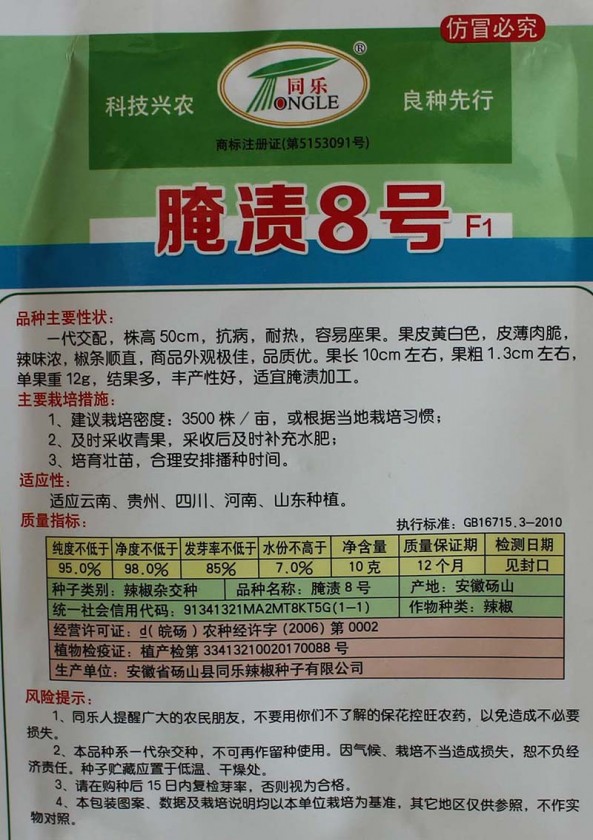 仿冒必究
科技兴农
同乐
TONGLE
®
良种先行
商标注册证(第5153091号)
腌渍8号 F1
品种主要性状：
一代交配，株高50cm，抗病，耐热，容易座果。果皮黄白色，皮薄肉脆，
辣味浓，椒条顺直，商品外观极佳，品质优。果长10cm左右，果粗1.3cm左右，
单果重12g，结果多，丰产性好，适宜腌渍加工。
主要栽培措施：
1、建议栽培密度：3500株／亩，或根据当地栽培习惯；
2、及时采收青果，采收后及时补充水肥；
3、培育壮苗，合理安排播种时间。
适应性：
适应云南、贵州、四川、河南、山东种植。
质量指标：
执行标准：GB16715.3-2010
纯度不低于 净度不低于 发芽率不低于 水份不高于 净含量 质量保证期 检测日期
95.0% 98.0% 85% 7.0% 10克 12个月 见封口
种子类别：辣椒杂交种 品种名称：腌渍8号 产地：安徽砀山
统一社会信用代码：91341321MA2MT8KT5G(1-1) 作物种类：辣椒
经营许可证：d(皖砀)农种经许字(2006)第0002
植物检疫证：植产检第33413210020170088号
生产单位：安徽省砀山县同乐辣椒种子有限公司
风险提示：
1、同乐人提醒广大的农民朋友，不要用你们不了解的保花控旺农药，以免造成不必要
损失。
2、本品种系一代杂交种，不可再作留种使用。因气候、栽培不当造成损失，恕不负经
济责任。种子贮藏应置于低温、干燥处。
3、请在购种后15日内复检芽率，否则视为合格。
4、本包装图案、数据及栽培说明均以本单位栽培为基准，其它地区仅供参照，不作实
物对照。